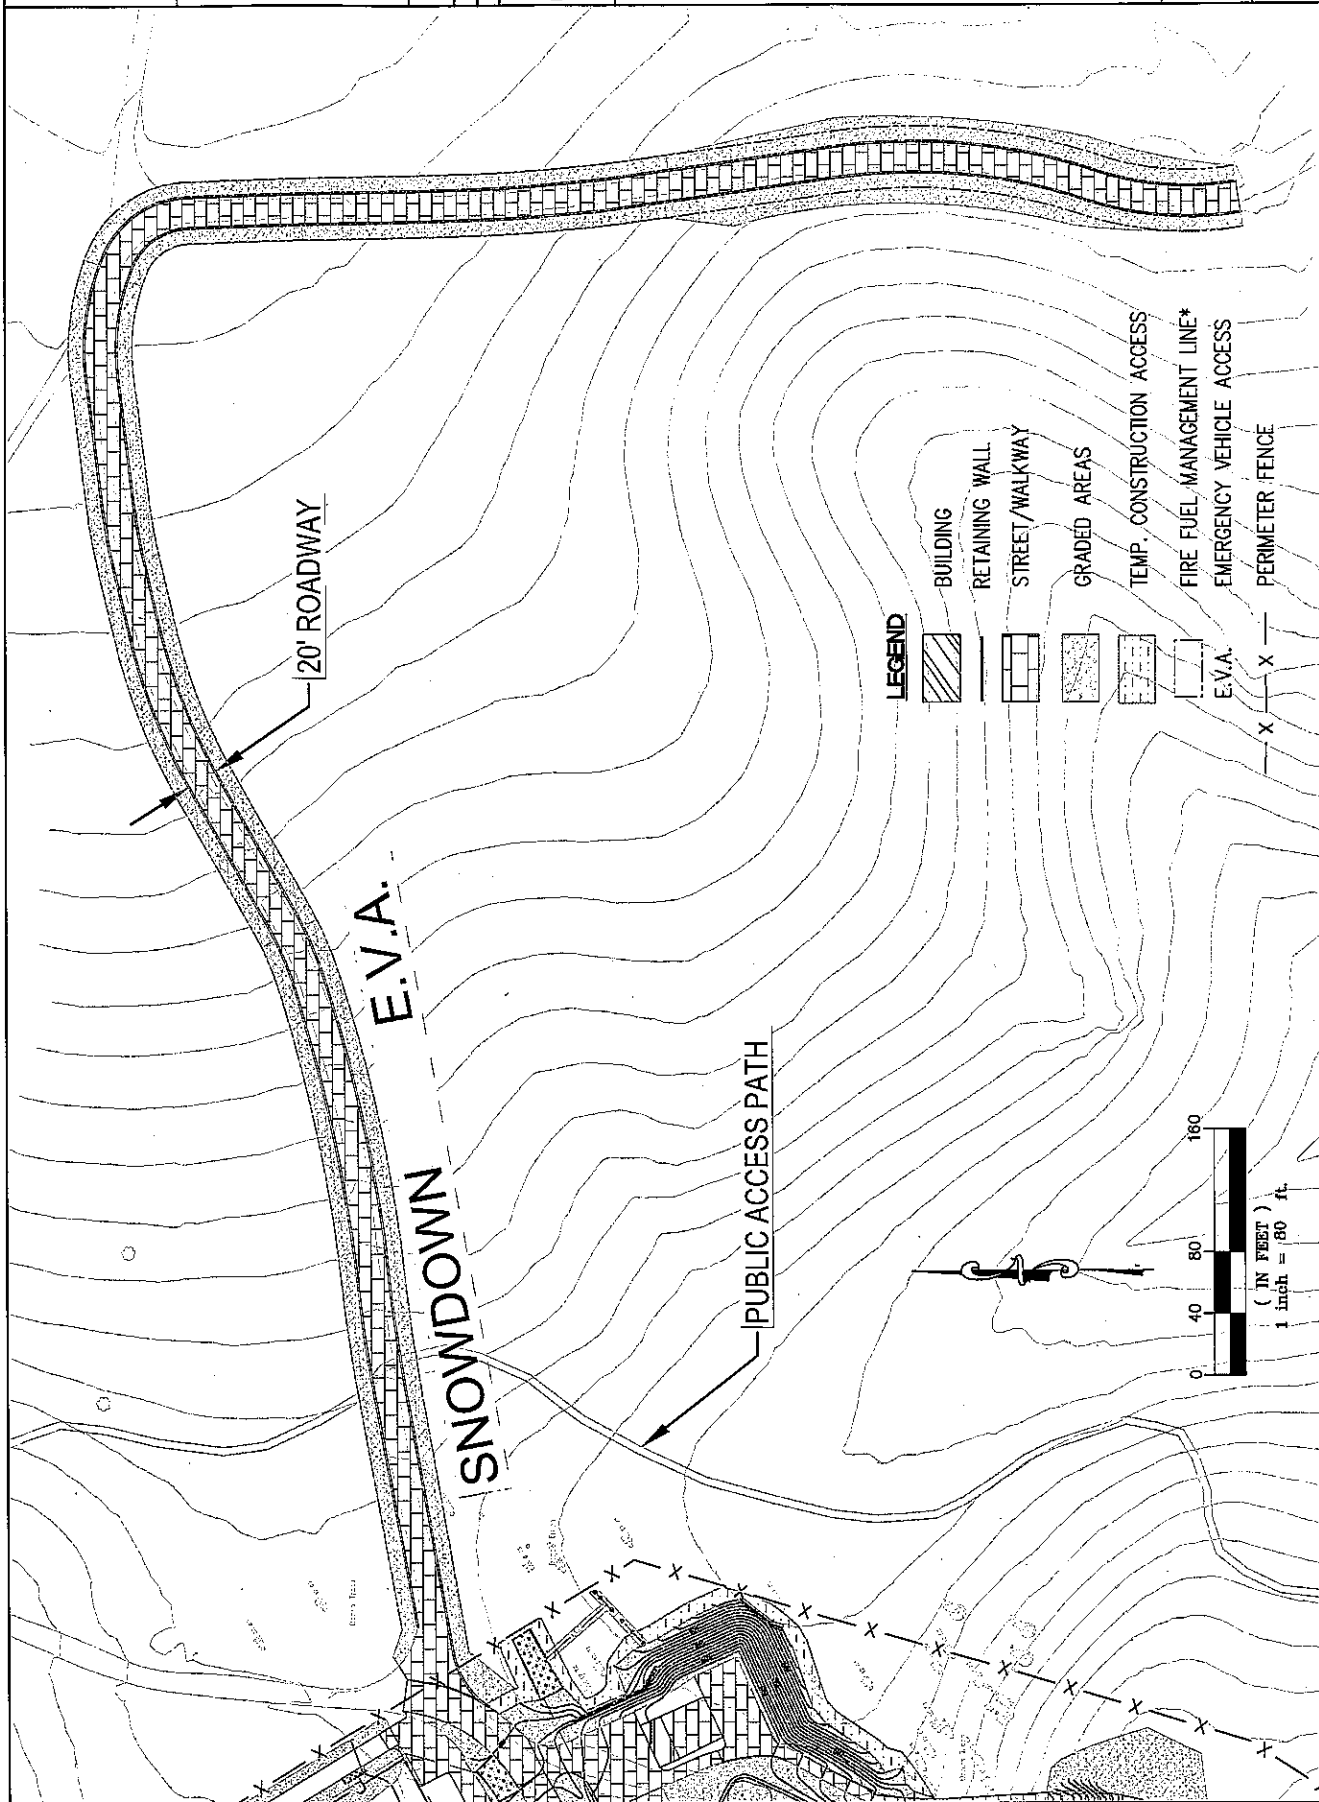 20' ROADWAY
SNOWDOWN E.V.A.
PUBLIC ACCESS PATH
LEGEND
BUILDING
RETAINING WALL
STREET/WALKWAY
GRADED AREAS
TEMP. CONSTRUCTION ACCESS
FIRE FUEL MANAGEMENT LINE*
E.V.A. EMERGENCY VEHICLE ACCESS
— X — X — PERIMETER FENCE
0 40 80 160
( IN FEET )
1 inch = 80 ft.
X X X X X X X X X X X X X X X